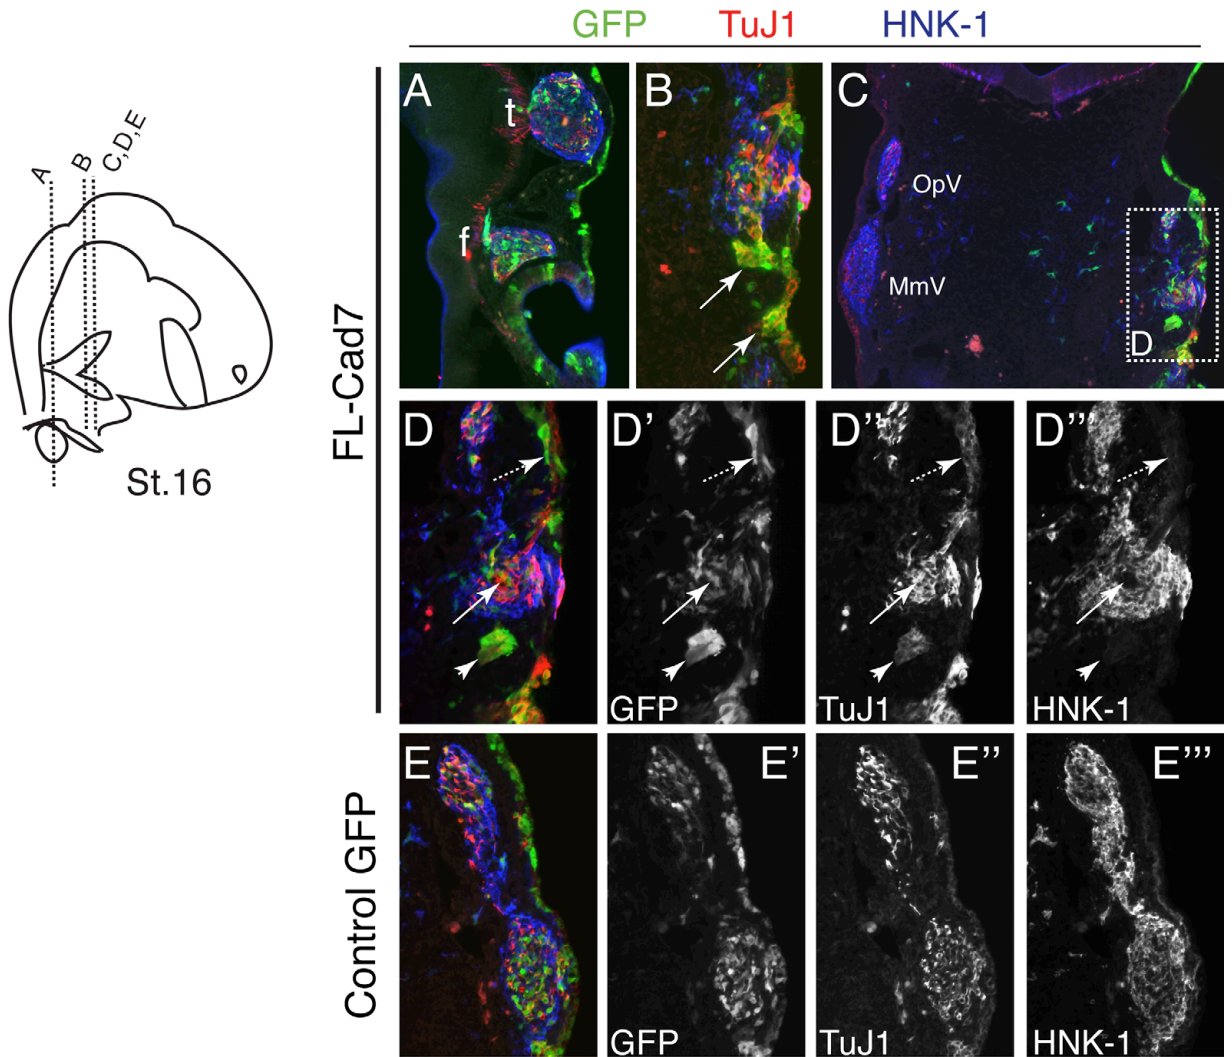 GFP TuJ1 HNK-1
A
B
C,D,E
St.16
FL-Cad7
A
t
f
B
C
OpV
MmV
D
D
D'
GFP
D''
TuJ1
D'''
HNK-1
Control GFP
E
E'
GFP
E''
TuJ1
E'''
HNK-1